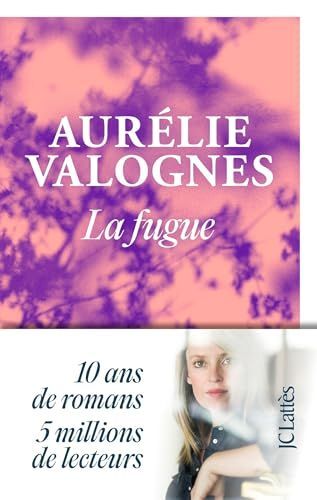 AURÉLIE
VALOGNES
La fugue
10 ans
de romans
5 millions
de lecteurs
JC Lattès